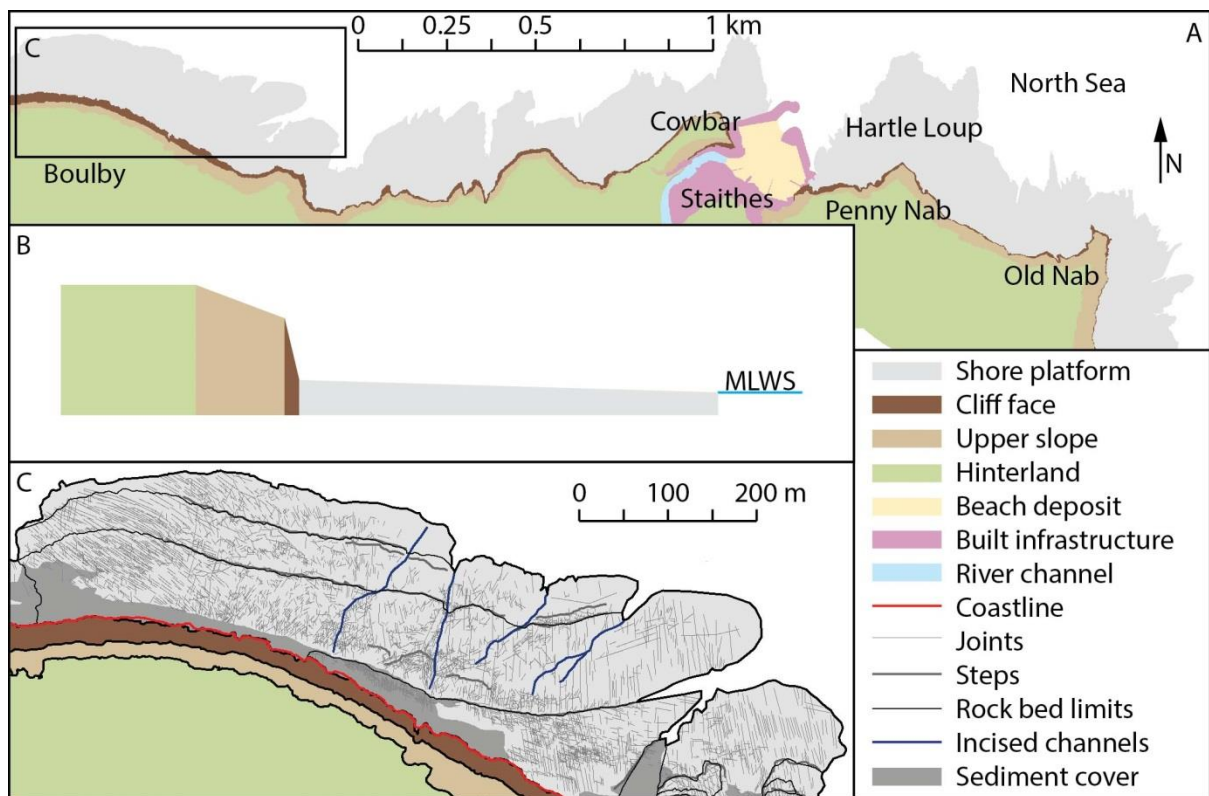 C
0 0.25 0.5 1 km
A
North Sea
Cowbar
Hartle Loup
N
Boulby
Staithes
Penny Nab
Old Nab
B
MLWS
C
0 100 200 m
Shore platform
Cliff face
Upper slope
Hinterland
Beach deposit
Built infrastructure
River channel
Coastline
Joints
Steps
Rock bed limits
Incised channels
Sediment cover